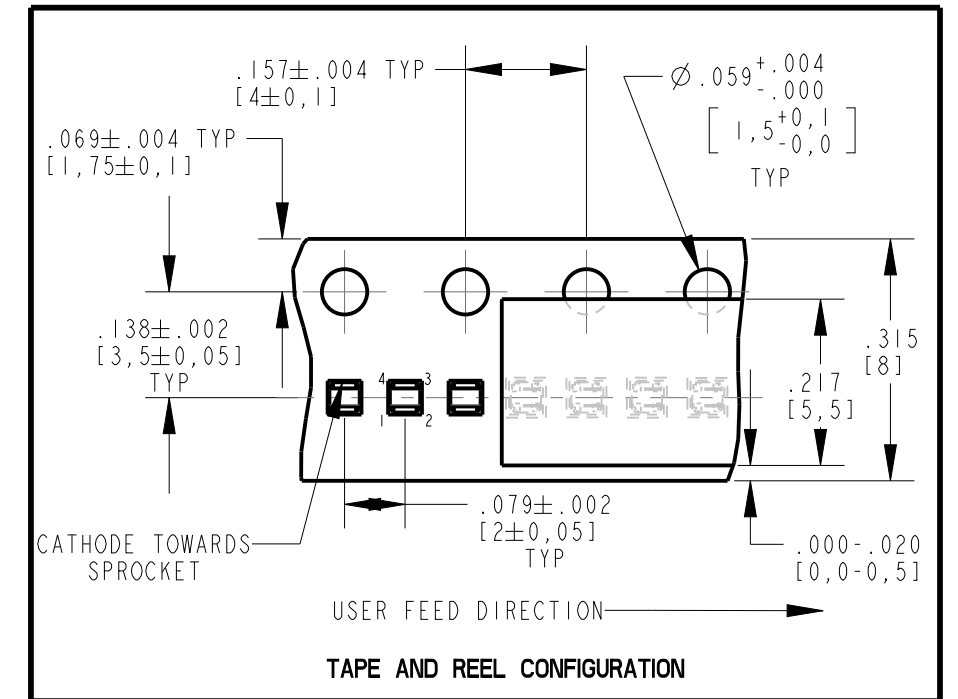 .157±.004 TYP
[4±0,1]
Ø.059 +.004
-.000
[1,5 +0,1
-0,0]
TYP
.069±.004 TYP
[1,75±0,1]
.138±.002
[3,5±0,05]
TYP
.315
[8]
.217
[5,5]
4 3
1 2
.079±.002
[2±0,05]
TYP
CATHODE TOWARDS
SPROCKET
.000-.020
[0,0-0,5]
USER FEED DIRECTION
TAPE AND REEL CONFIGURATION